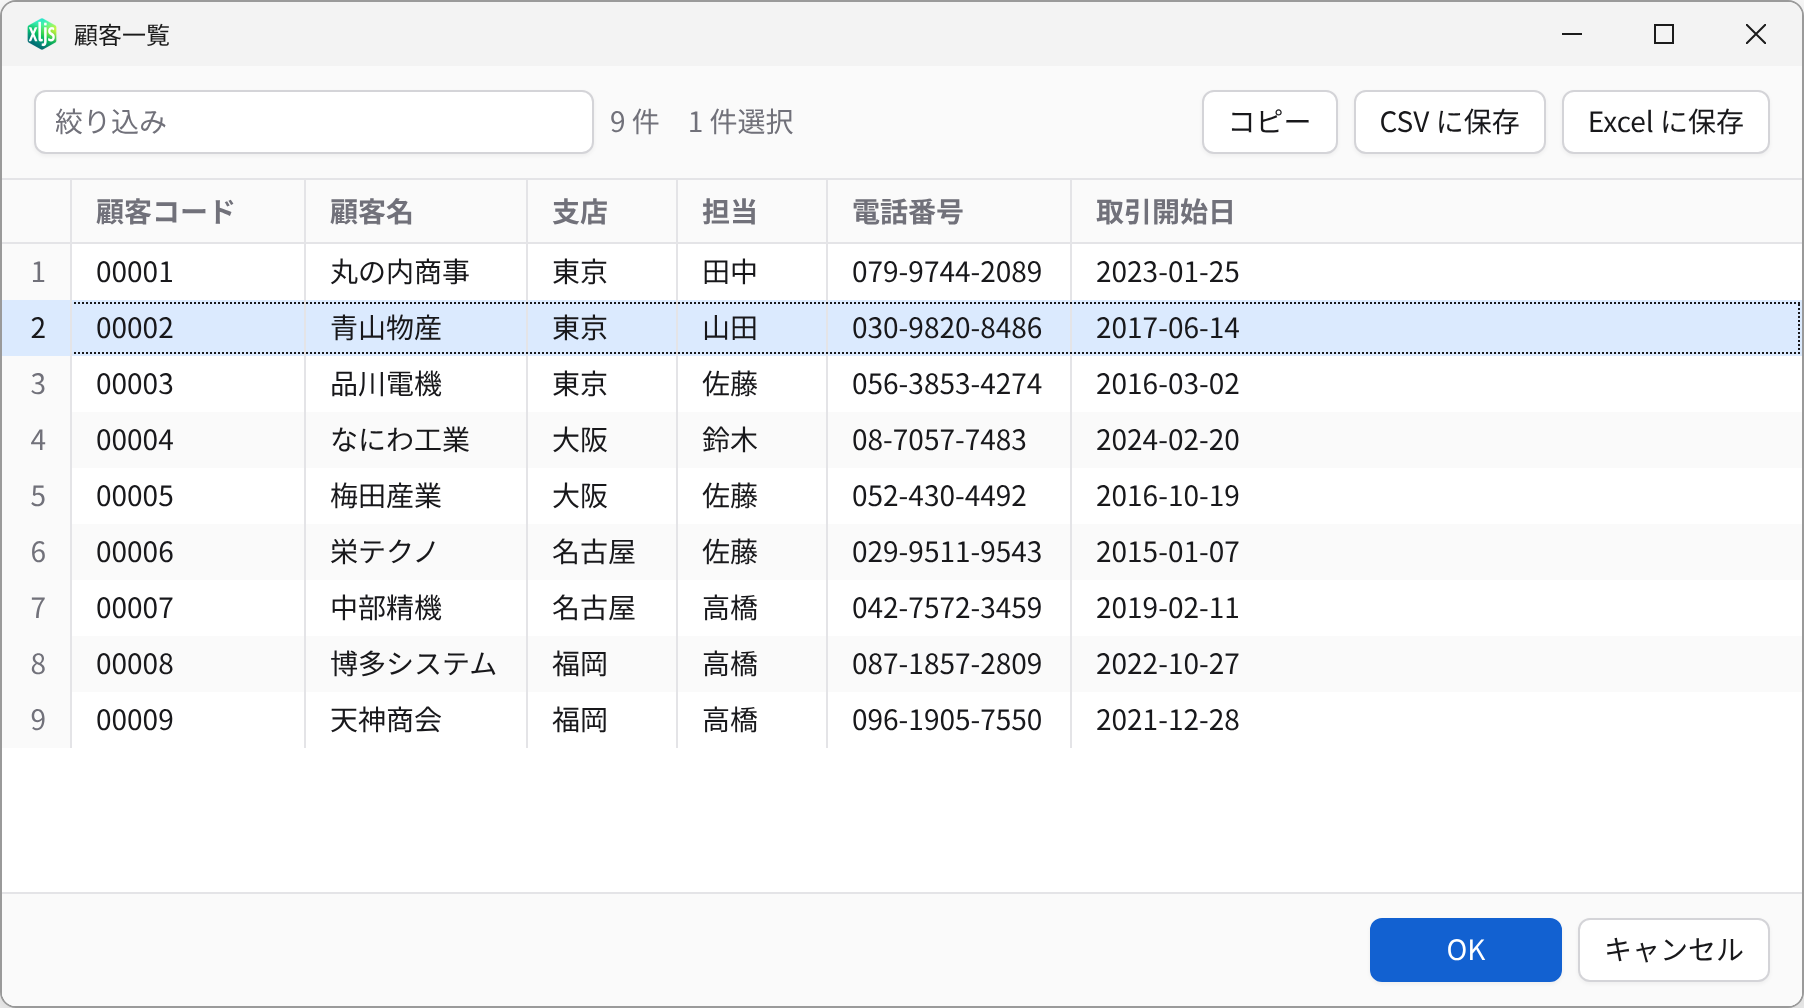 xljs 顧客一覧
絞り込み 9 件 1 件選択 コピー CSV に保存 Excel に保存
顧客コード 顧客名 支店 担当 電話番号 取引開始日
1 00001 丸の内商事 東京 田中 079-9744-2089 2023-01-25
2 00002 青山物産 東京 山田 030-9820-8486 2017-06-14
3 00003 品川電機 東京 佐藤 056-3853-4274 2016-03-02
4 00004 なにわ工業 大阪 鈴木 08-7057-7483 2024-02-20
5 00005 梅田産業 大阪 佐藤 052-430-4492 2016-10-19
6 00006 栄テクノ 名古屋 佐藤 029-9511-9543 2015-01-07
7 00007 中部精機 名古屋 高橋 042-7572-3459 2019-02-11
8 00008 博多システム 福岡 高橋 087-1857-2809 2022-10-27
9 00009 天神商会 福岡 高橋 096-1905-7550 2021-12-28
OK キャンセル